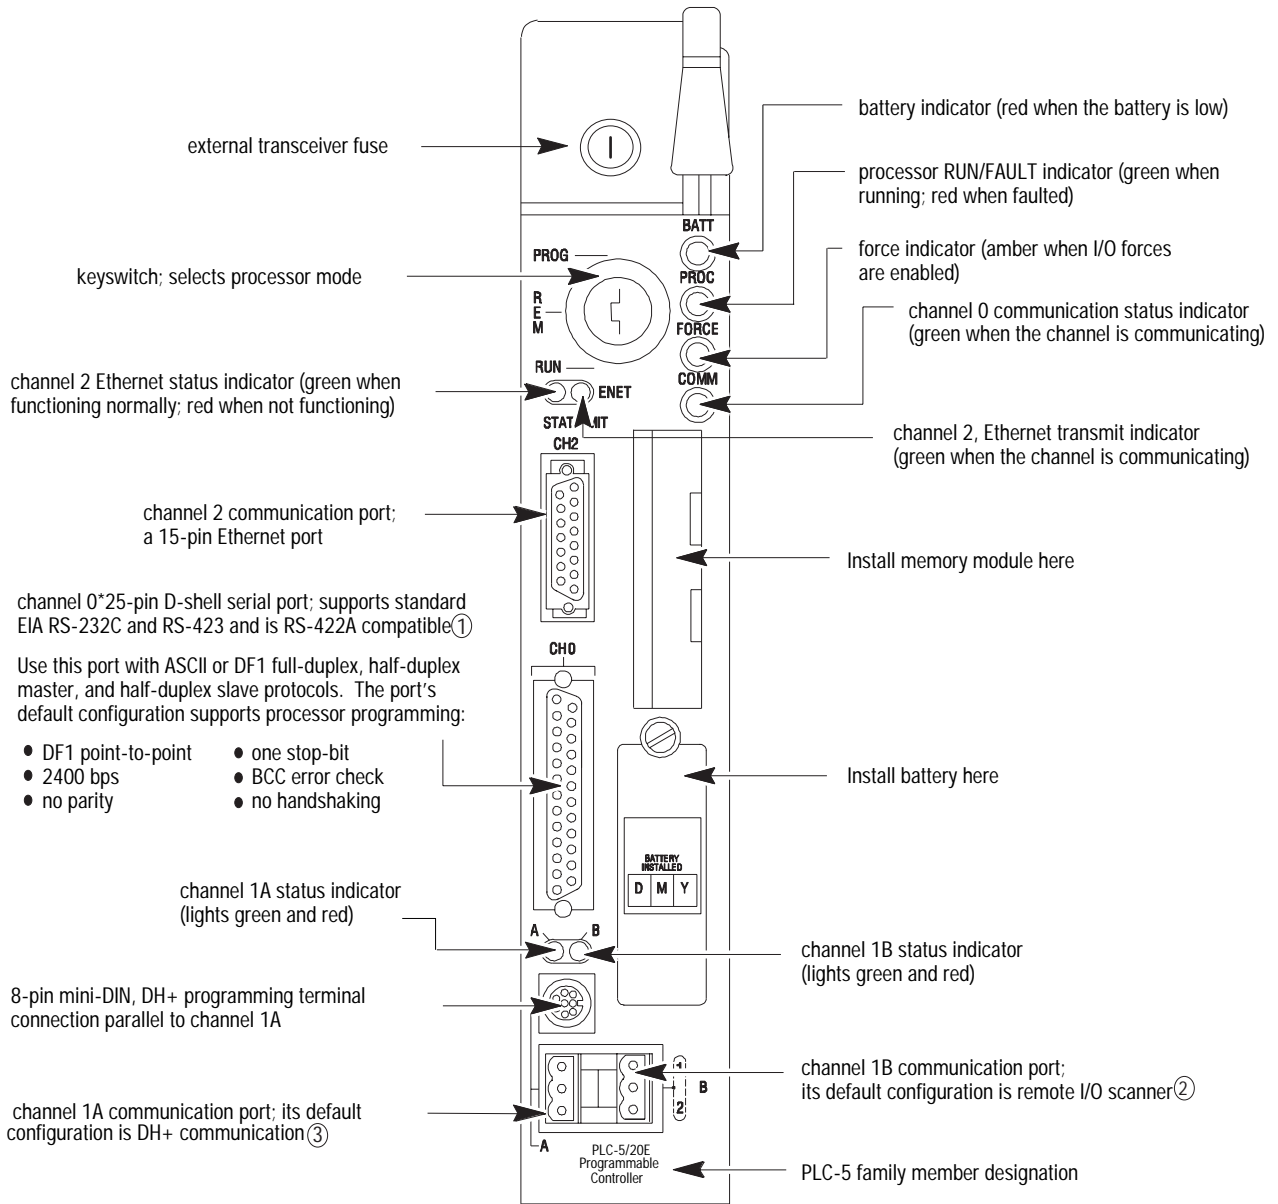 external transceiver fuse
keyswitch; selects processor mode
channel 2 Ethernet status indicator (green when
functioning normally; red when not functioning)
channel 2 communication port;
a 15-pin Ethernet port
channel 0*25-pin D-shell serial port; supports standard
EIA RS-232C and RS-423 and is RS-422A compatible①
Use this port with ASCII or DF1 full-duplex, half-duplex
master, and half-duplex slave protocols. The port's
default configuration supports processor programming:
● DF1 point-to-point ● one stop-bit
● 2400 bps ● BCC error check
● no parity ● no handshaking
channel 1A status indicator
(lights green and red)
8-pin mini-DIN, DH+ programming terminal
connection parallel to channel 1A
channel 1A communication port; its default
configuration is DH+ communication③
BATT
PROG
PROC
REM
FORCE
RUN
COMM
ENET
STAT
CH2
CH0
BATTERY
INSTALLED
D M Y
A B
1
B
2
A
PLC-5/20E
Programmable
Controller
battery indicator (red when the battery is low)
processor RUN/FAULT indicator (green when
running; red when faulted)
force indicator (amber when I/O forces
are enabled)
channel 0 communication status indicator
(green when the channel is communicating)
channel 2, Ethernet transmit indicator
(green when the channel is communicating)
Install memory module here
Install battery here
channel 1B status indicator
(lights green and red)
channel 1B communication port;
its default configuration is remote I/O scanner②
PLC-5 family member designation